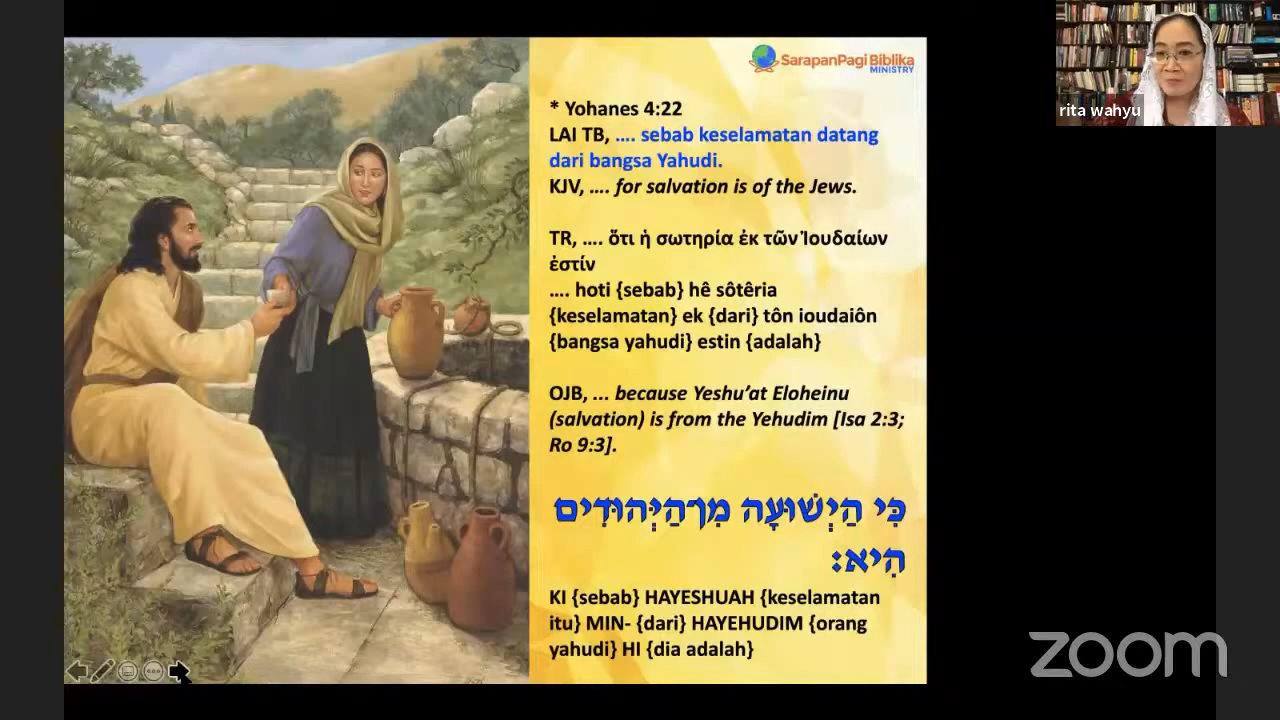 SarapanPagi Biblika
MINISTRY
rita wahyu
* Yohanes 4:22
LAI TB, .... sebab keselamatan datang
dari bangsa Yahudi.
KJV, .... for salvation is of the Jews.
TR, .... ὅτι ἡ σωτηρία ἐκ τῶν Ἰουδαίων
ἐστίν
.... hoti {sebab} hê sôtêria
{keselamatan} ek {dari} tôn ioudaiôn
{bangsa yahudi} estin {adalah}
OJB, ... because Yeshu’at Eloheinu
(salvation) is from the Yehudim [Isa 2:3;
Ro 9:3].
כִּי הַיְשׁוּעָה מִן־הַיְּהוּדִים
הִיא׃
KI {sebab} HAYESHUAH {keselamatan
itu} MIN- {dari} HAYEHUDIM {orang
yahudi} HI {dia adalah}
zoom